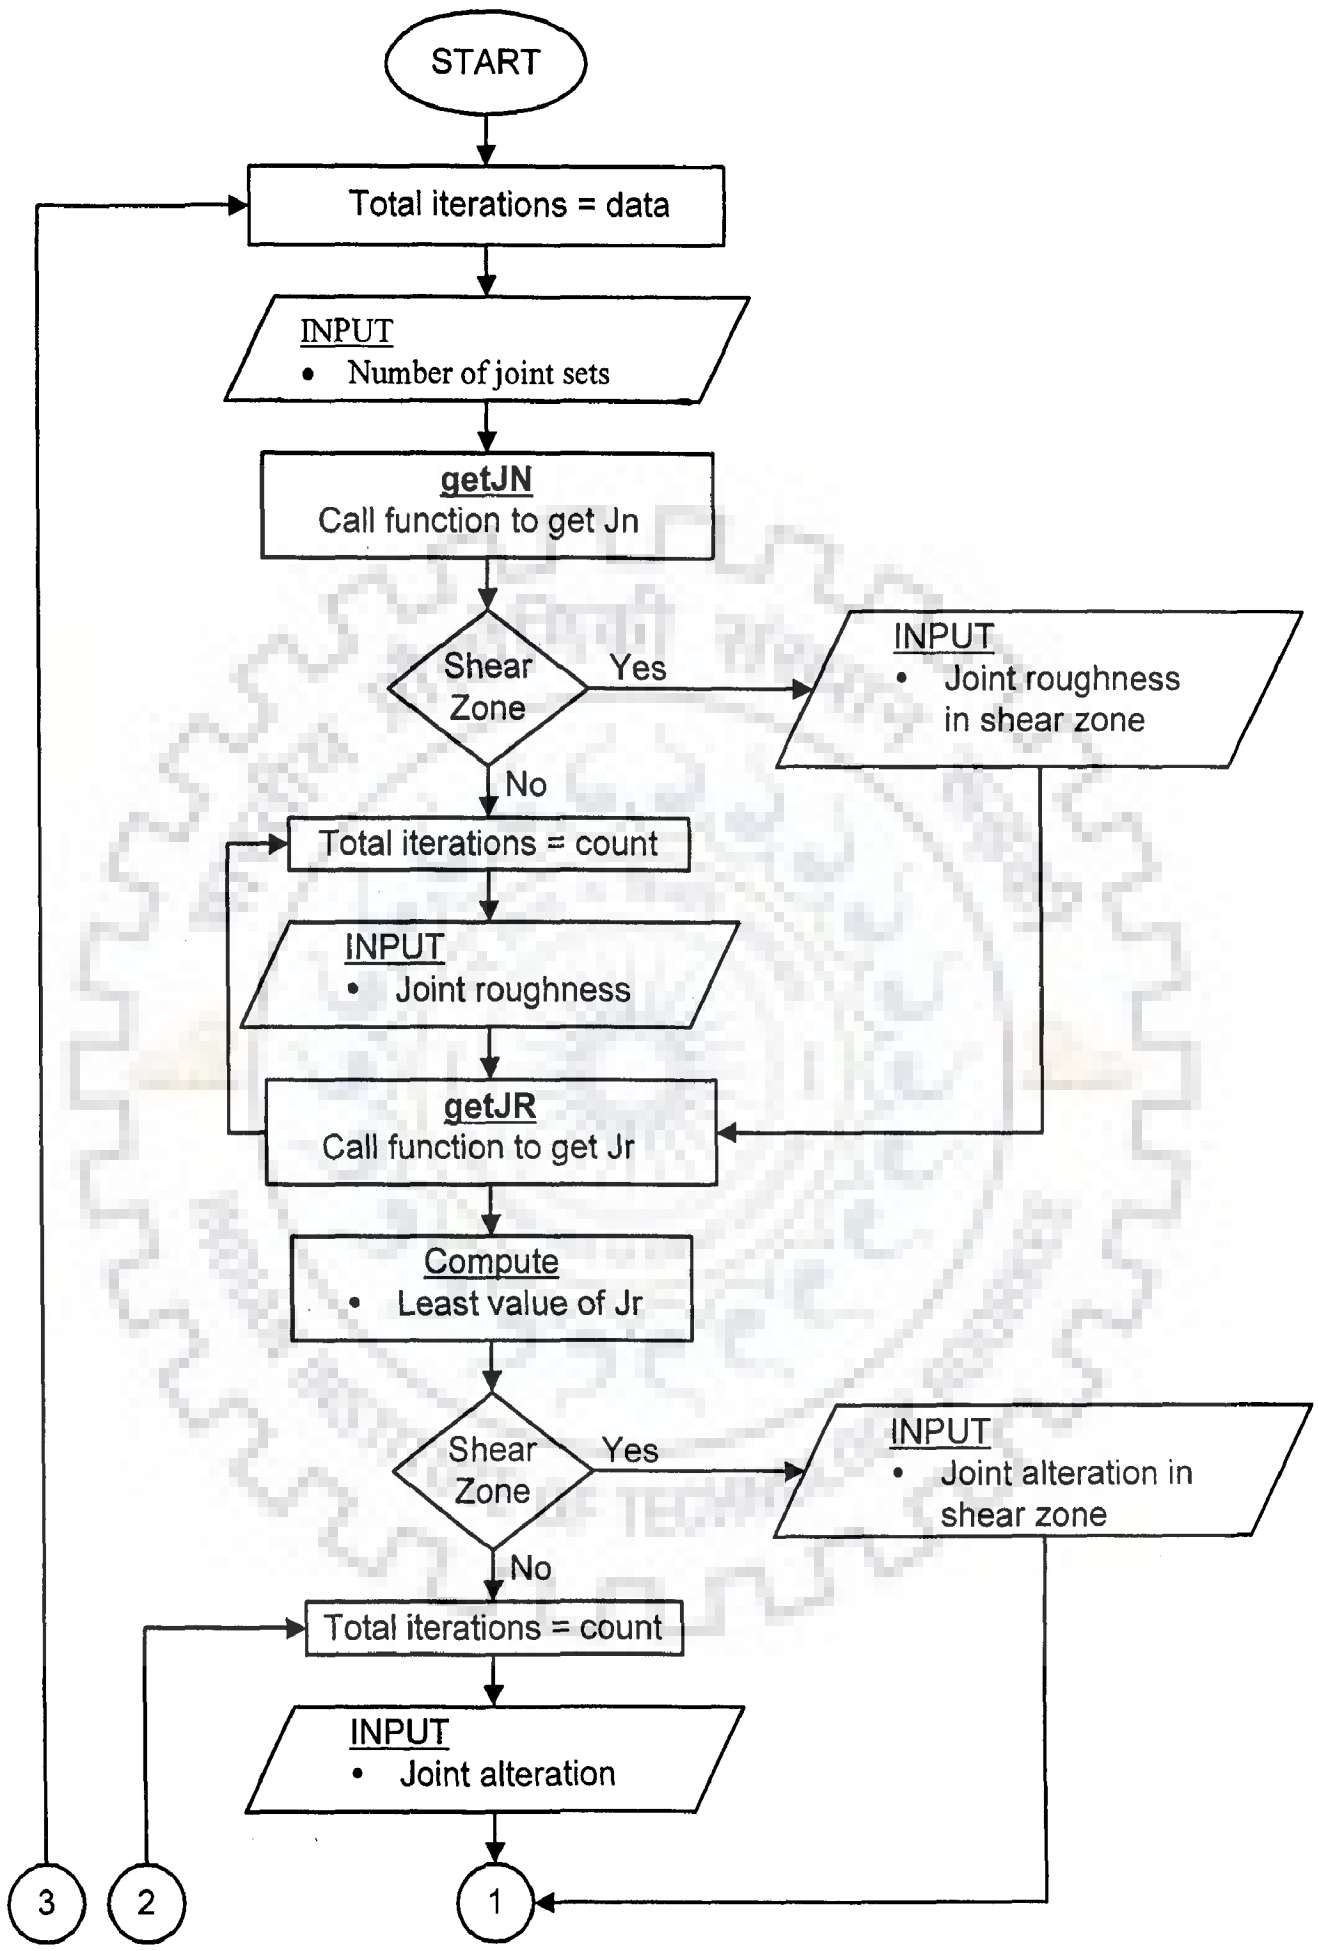 START
Total iterations = data
INPUT
• Number of joint sets
getJN
Call function to get Jn
Shear
Zone
Yes
INPUT
• Joint roughness
in shear zone
No
Total iterations = count
INPUT
• Joint roughness
getJR
Call function to get Jr
Compute
• Least value of Jr
Shear
Zone
Yes
INPUT
• Joint alteration in
shear zone
No
Total iterations = count
INPUT
• Joint alteration
3
2
1